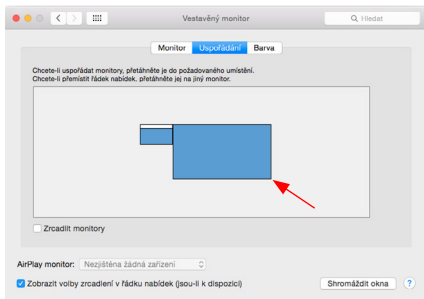 Vestavěný monitor
Hledat
Monitor Uspořádání Barva
Chcete-li uspořádat monitory, přetáhněte je do požadovaného umístění.
Chcete-li přemístit řádek nabídek, přetáhněte jej na jiný monitor.
Zrcadlit monitory
AirPlay monitor: Nezjištěna žádná zařízení
Zobrazit volby zrcadlení v řádku nabídek (jsou-li k dispozici)
Shromáždit okna ?